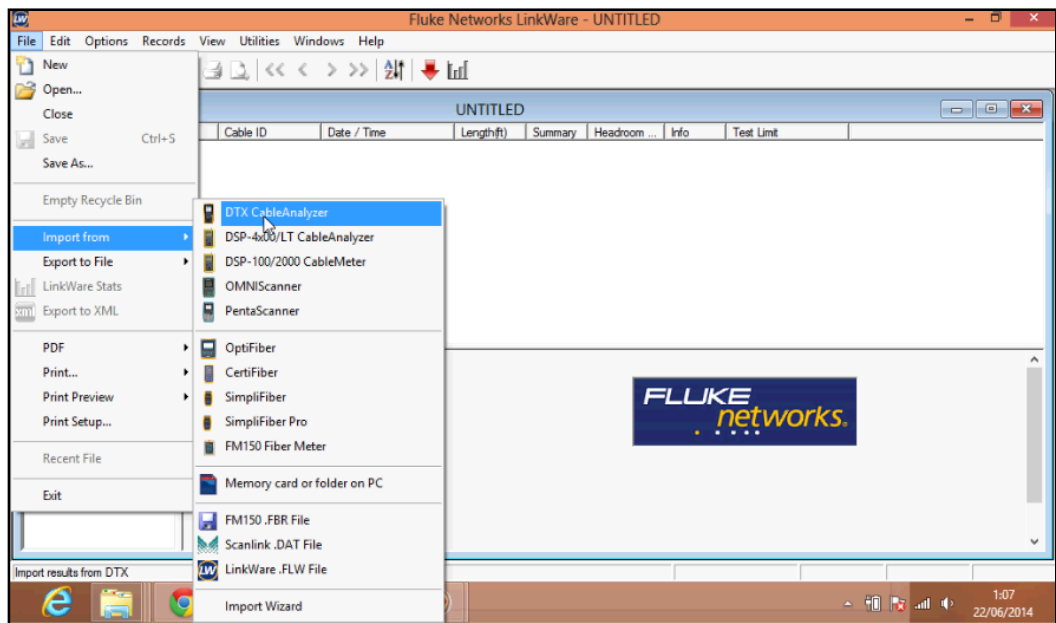 LW
Fluke Networks LinkWare - UNTITLED
File Edit Options Records View Utilities Windows Help
New
Open...
Close
Save Ctrl+S
Save As...
Empty Recycle Bin
Import from
Export to File
LinkWare Stats
Export to XML
PDF
Print...
Print Preview
Print Setup...
Recent File
Exit
UNTITLED
Cable ID Date / Time Length(ft) Summary Headroom ... Info Test Limit
DTX CableAnalyzer
DSP-4x00/LT CableAnalyzer
DSP-100/2000 CableMeter
OMNIScanner
PentaScanner
OptiFiber
CertiFiber
SimpliFiber
SimpliFiber Pro
FM150 Fiber Meter
Memory card or folder on PC
FM150 .FBR File
Scanlink .DAT File
LW LinkWare .FLW File
Import Wizard
FLUKE
networks.
Import results from DTX
1:07
22/06/2014